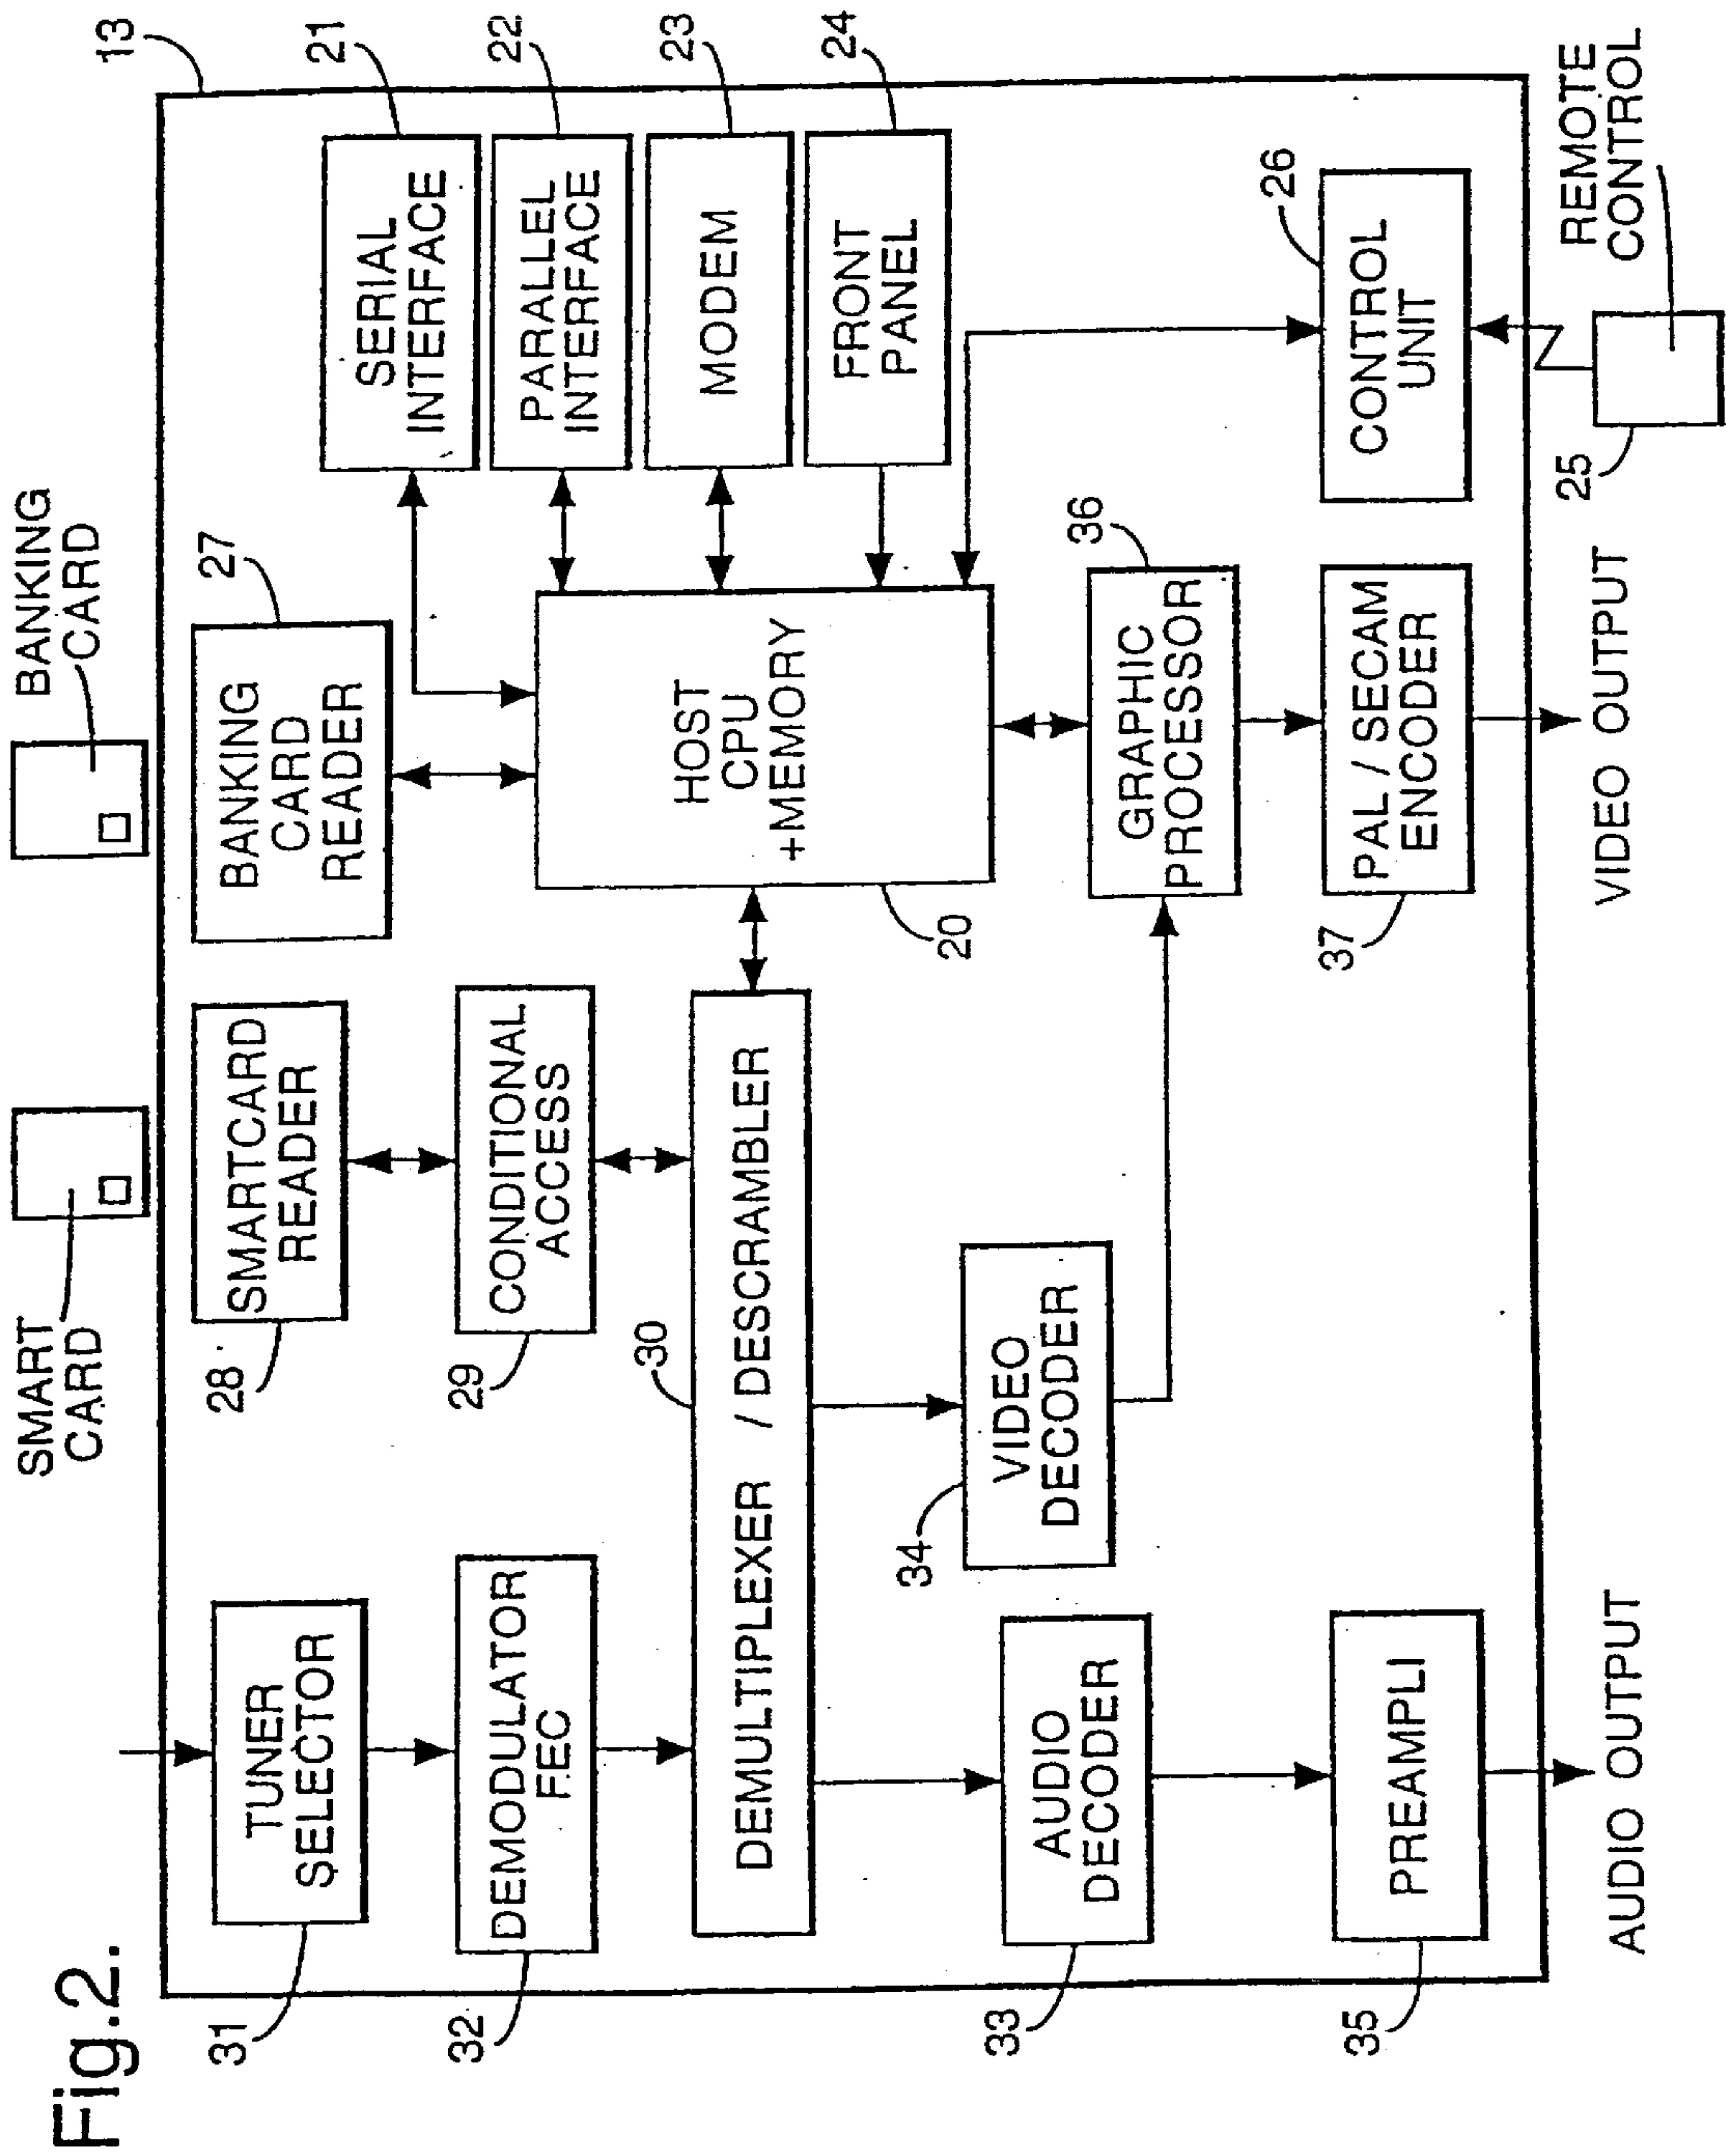 Fig.2.
SMART
CARD
BANKING
CARD
13
31
TUNER
SELECTOR
28
SMARTCARD
READER
27
BANKING
CARD
READER
21
SERIAL
INTERFACE
32
DEMODULATOR
FEC
29
CONDITIONAL
ACCESS
22
PARALLEL
INTERFACE
30
DEMULTIPLEXER / DESCRAMBLER
HOST
CPU
+MEMORY
20
23
MODEM
24
FRONT
PANEL
33
AUDIO
DECODER
34
VIDEO
DECODER
36
GRAPHIC
PROCESSOR
26
CONTROL
UNIT
35
PREAMPLI
37
PAL / SECAM
ENCODER
25
REMOTE
CONTROL
AUDIO OUTPUT
VIDEO OUTPUT